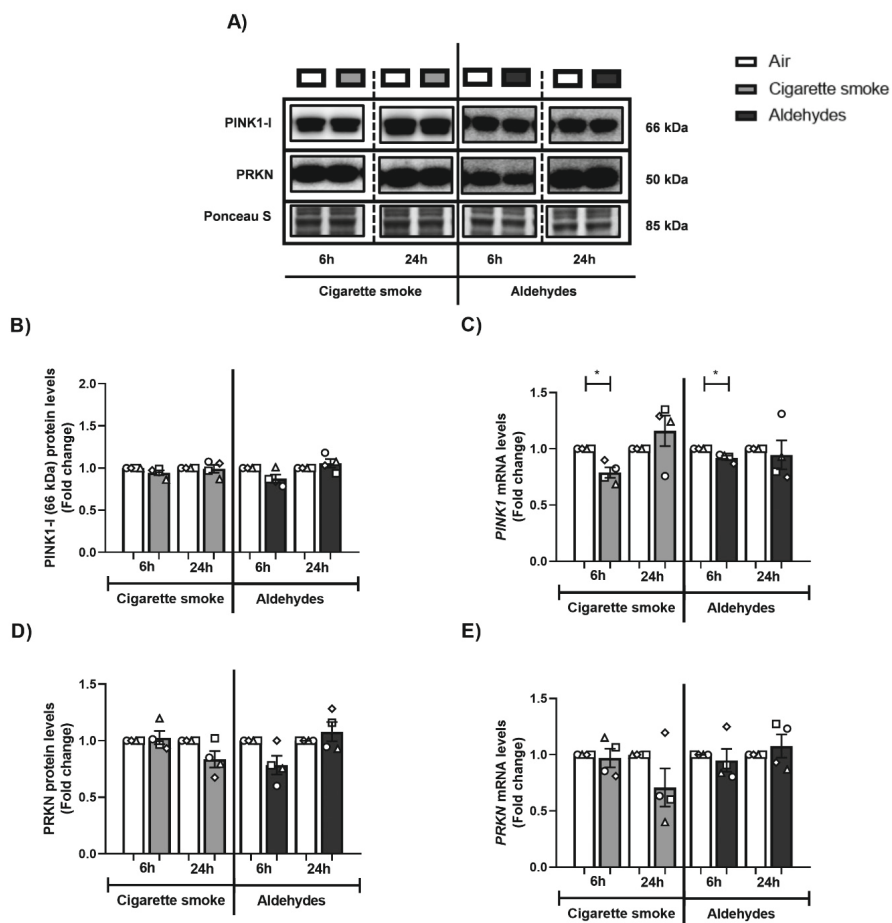 A)
Air
Cigarette smoke
Aldehydes
PINK1-I
66 kDa
PRKN
50 kDa
Ponceau S
85 kDa
6h 24h 6h 24h
Cigarette smoke Aldehydes
B)
PINK1-I (66 kDa) protein levels
(Fold change)
2.0
1.5
1.0
0.5
0.0
6h 24h 6h 24h
Cigarette smoke Aldehydes
C)
PINK1 mRNA levels
(Fold change)
1.5
1.0
0.5
0.0
* *
6h 24h 6h 24h
Cigarette smoke Aldehydes
D)
PRKN protein levels
(Fold change)
1.5
1.0
0.5
0.0
6h 24h 6h 24h
Cigarette smoke Aldehydes
E)
PRKN mRNA levels
(Fold change)
1.5
1.0
0.5
0.0
6h 24h 6h 24h
Cigarette smoke Aldehydes